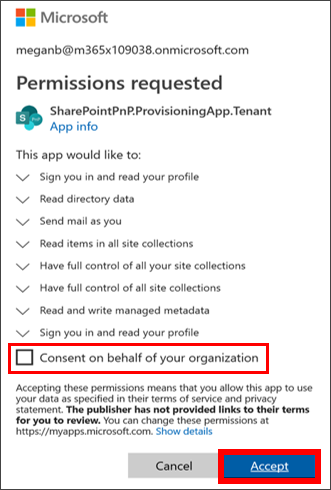 Microsoft
meganb@m365x109038.onmicrosoft.com
Permissions requested
SharePointPnP.ProvisioningApp.Tenant
App info
This app would like to:
Sign you in and read your profile
Read directory data
Send mail as you
Read items in all site collections
Have full control of all your site collections
Have full control of all your site collections
Read and write managed metadata
Sign you in and read your profile
Consent on behalf of your organization
Accepting these permissions means that you allow this app to use
your data as specified in their terms of service and privacy
statement. The publisher has not provided links to their terms
for you to review. You can change these permissions at
https://myapps.microsoft.com. Show details
Cancel Accept